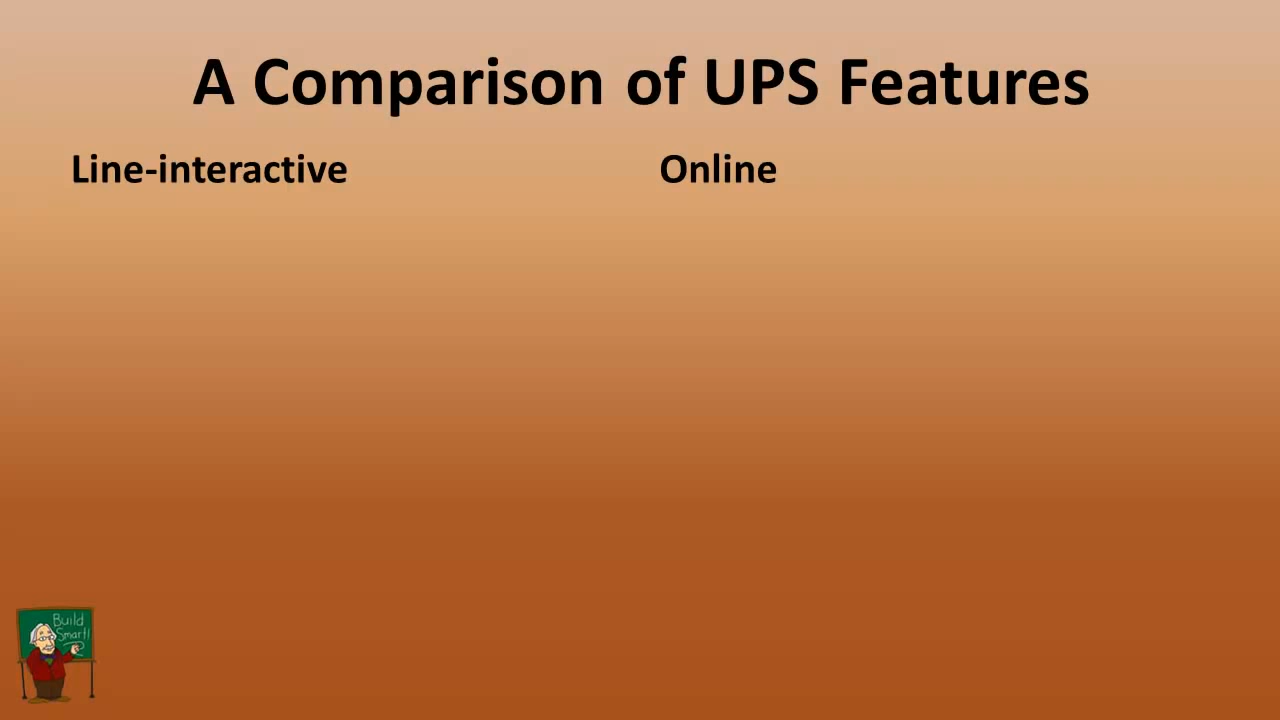 A Comparison of UPS Features
Line-interactive
Online
Build
Smart!